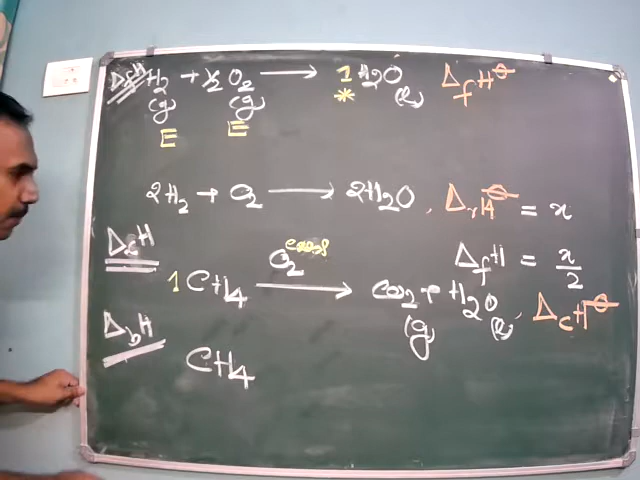 ΔfH H₂ + ½ O₂ ⟶ 1 H₂O ΔfH⊖
(g) (g) * (l)
E E
2H₂ + O₂ ⟶ 2H₂O, ΔrH⊖ = x
ΔcH
ΔfH = x/2
1 CH₄ ⟶ O₂ excess CO₂ + H₂O, ΔcH⊖
(g) (l)
ΔbH
CH₄